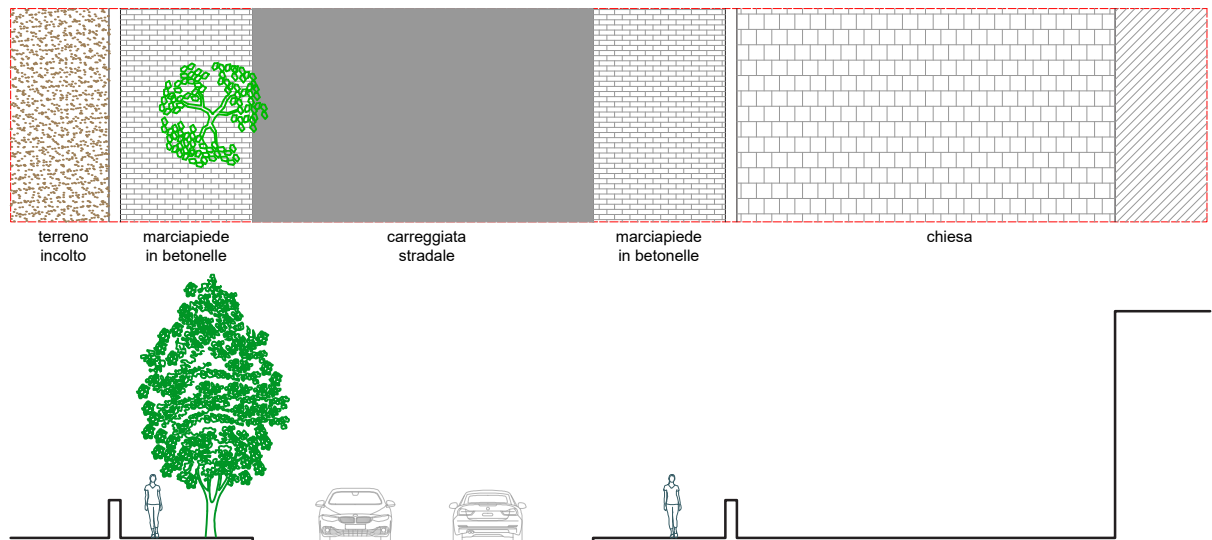 terreno
incolto
marciapiede
in betonelle
carreggiata
stradale
marciapiede
in betonelle
chiesa